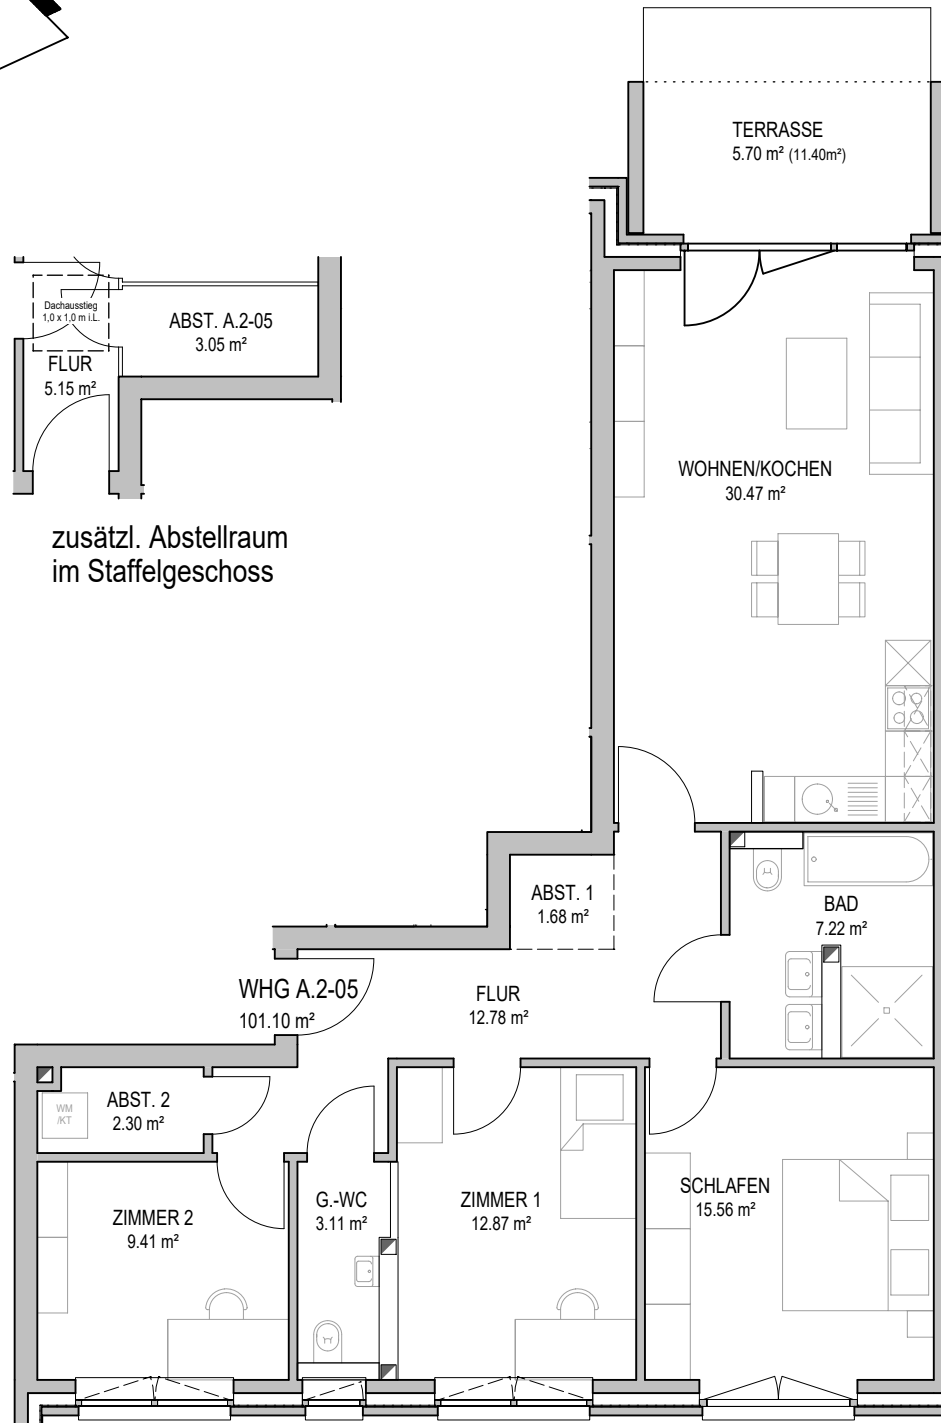 TERRASSE
5.70 m² (11.40m²)
Dachausstieg
1,0 x 1,0 m i.L.
ABST. A.2-05
3.05 m²
FLUR
5.15 m²
WOHNEN/KOCHEN
30.47 m²
zusätzl. Abstellraum
im Staffelgeschoss
ABST. 1
1.68 m²
BAD
7.22 m²
WHG A.2-05
101.10 m²
FLUR
12.78 m²
WM
/KT
ABST. 2
2.30 m²
ZIMMER 2
9.41 m²
G.-WC
3.11 m²
ZIMMER 1
12.87 m²
SCHLAFEN
15.56 m²